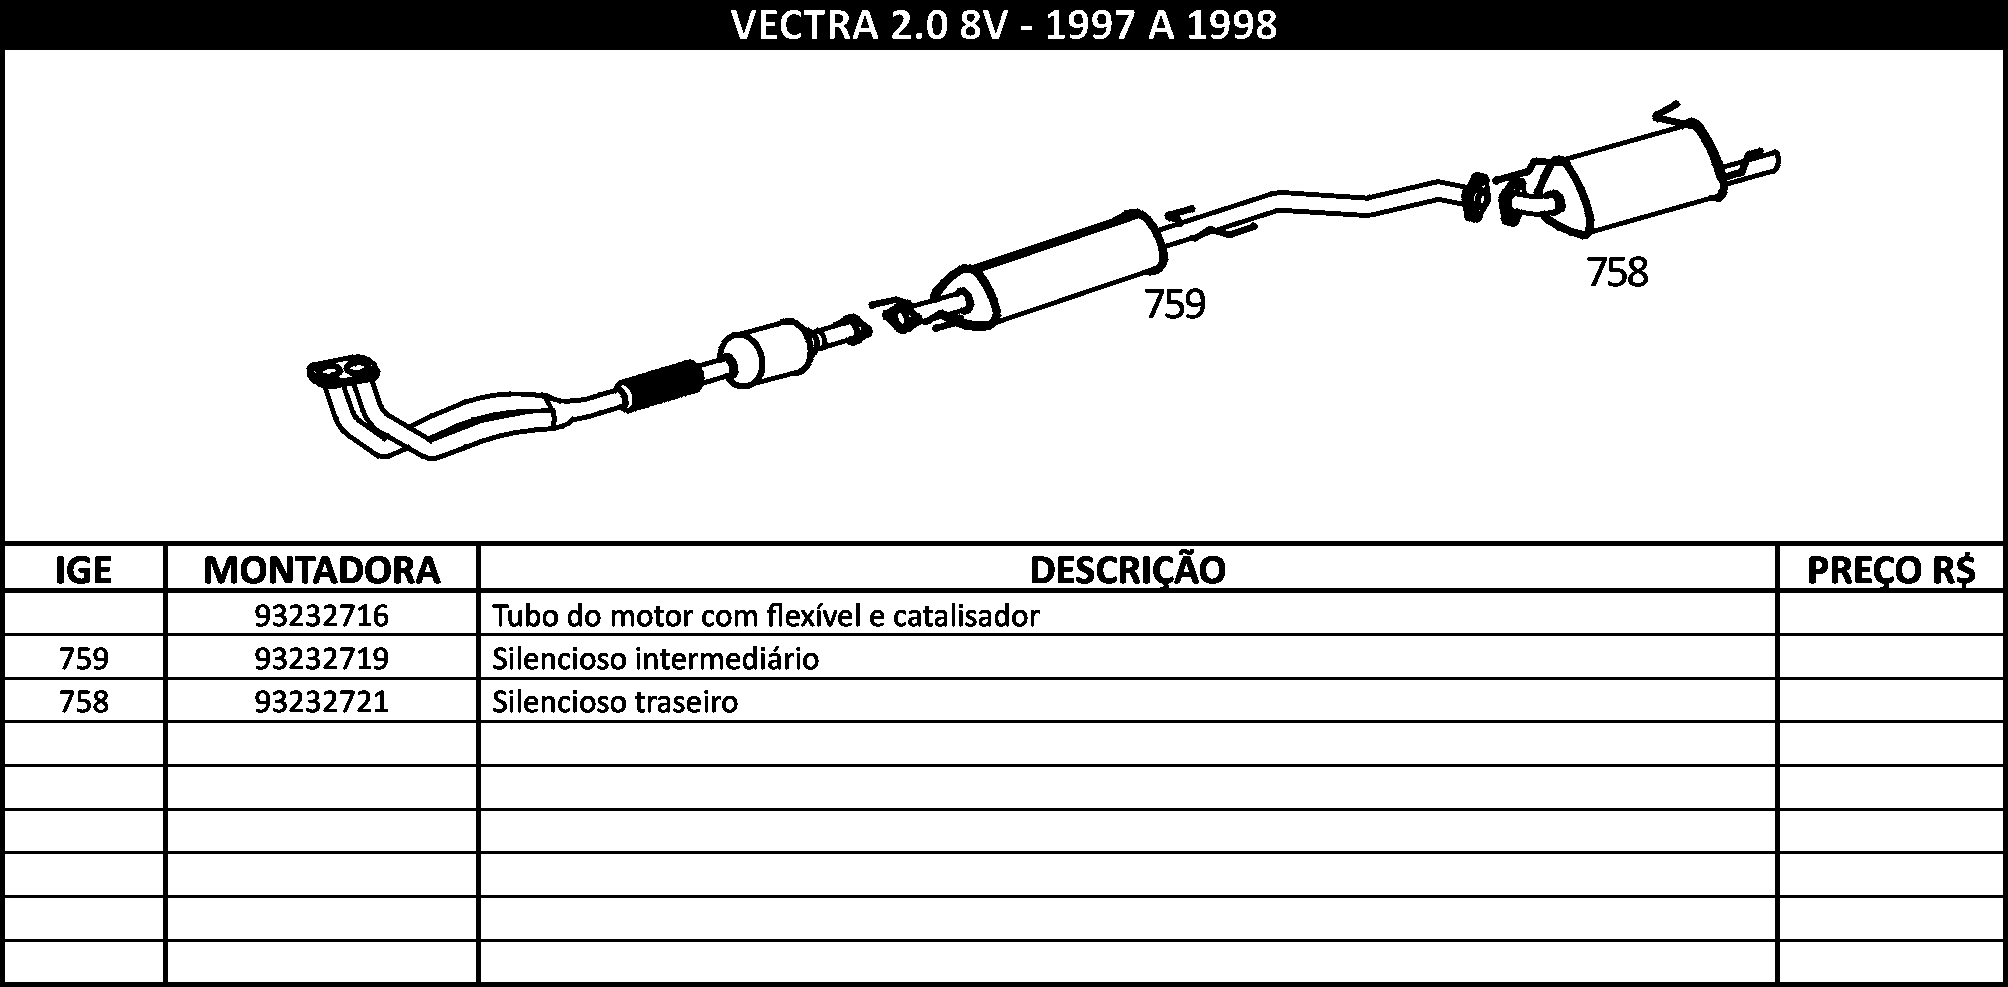 VECTRA 2.0 8V - 1997 A 1998
758
759
IGE MONTADORA DESCRIÇÃO PREÇO R$
93232716 Tubo do motor com flexível e catalisador
759 93232719 Silencioso intermediário
758 93232721 Silencioso traseiro